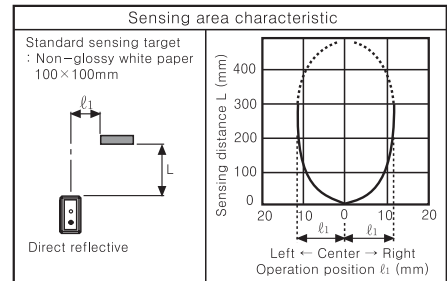 Sensing area characteristic
Standard sensing target
: Non-glossy white paper
100×100mm
ℓ1
L
Direct reflective
Sensing distance L (mm)
400
300
200
100
0
20 10 0 10 20
ℓ1 ℓ1
Left ← Center → Right
Operation position ℓ1 (mm)